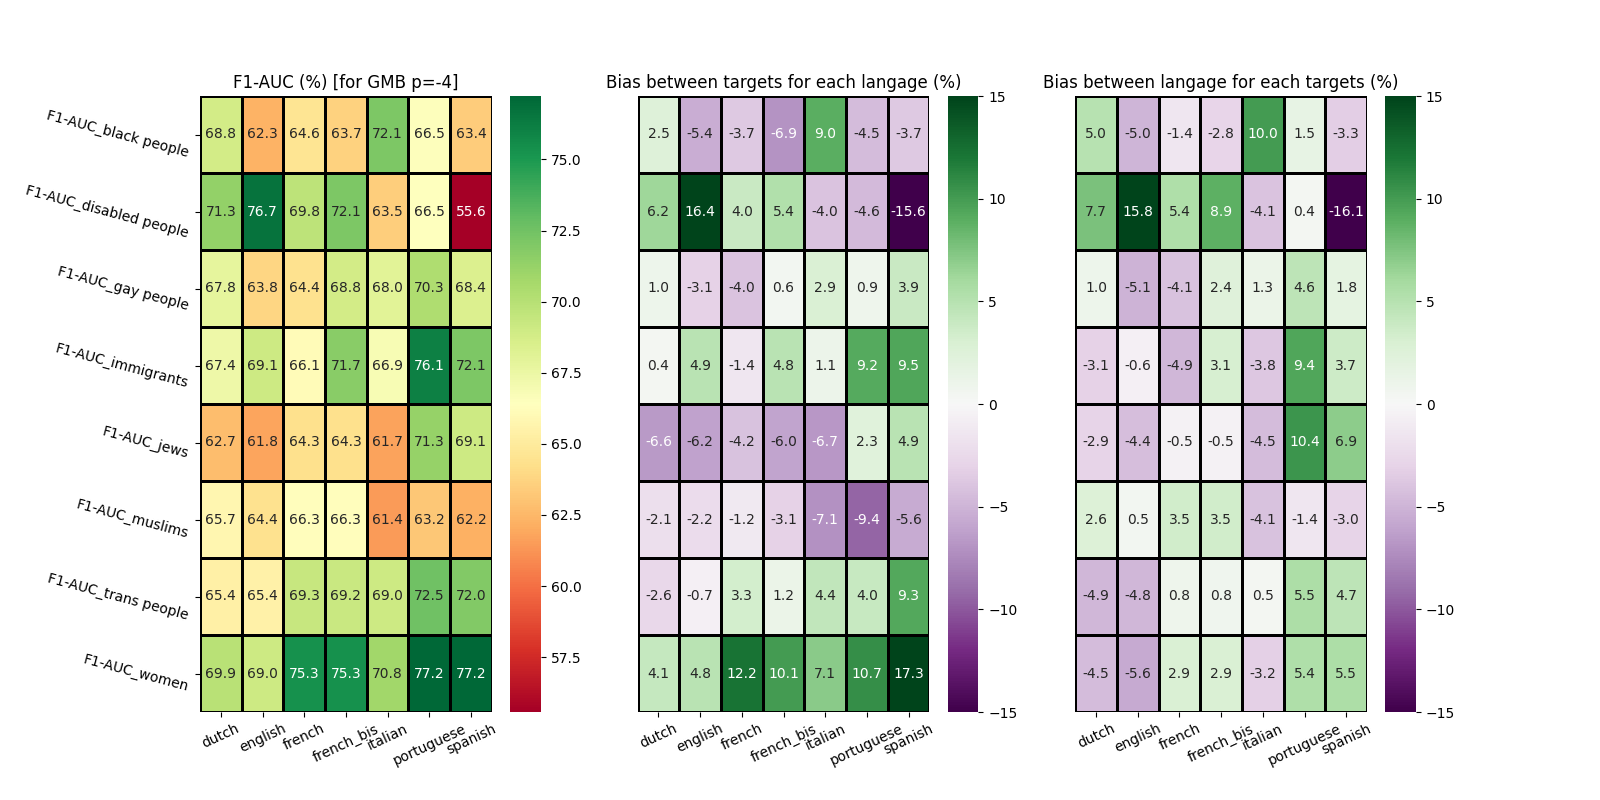 F1-AUC (%) [for GMB p=-4]
Bias between targets for each langage (%)
Bias between langage for each targets (%)
F1-AUC_black people 68.8 62.3 64.6 63.7 72.1 66.5 63.4
F1-AUC_disabled people 71.3 76.7 69.8 72.1 63.5 66.5 55.6
F1-AUC_gay people 67.8 63.8 64.4 68.8 68.0 70.3 68.4
F1-AUC_immigrants 67.4 69.1 66.1 71.7 66.9 76.1 72.1
F1-AUC_jews 62.7 61.8 64.3 64.3 61.7 71.3 69.1
F1-AUC_muslims 65.7 64.4 66.3 66.3 61.4 63.2 62.2
F1-AUC_trans people 65.4 65.4 69.3 69.2 69.0 72.5 72.0
F1-AUC_women 69.9 69.0 75.3 75.3 70.8 77.2 77.2
dutch english french french_bis italian portuguese spanish
75.0
72.5
70.0
67.5
65.0
62.5
60.0
57.5
2.5 -5.4 -3.7 -6.9 9.0 -4.5 -3.7
6.2 16.4 4.0 5.4 -4.0 -4.6 -15.6
1.0 -3.1 -4.0 0.6 2.9 0.9 3.9
0.4 4.9 -1.4 4.8 1.1 9.2 9.5
-6.6 -6.2 -4.2 -6.0 -6.7 2.3 4.9
-2.1 -2.2 -1.2 -3.1 -7.1 -9.4 -5.6
-2.6 -0.7 3.3 1.2 4.4 4.0 9.3
4.1 4.8 12.2 10.1 7.1 10.7 17.3
dutch english french french_bis italian portuguese spanish
15
10
5
0
−5
−10
−15
5.0 -5.0 -1.4 -2.8 10.0 1.5 -3.3
7.7 15.8 5.4 8.9 -4.1 0.4 -16.1
1.0 -5.1 -4.1 2.4 1.3 4.6 1.8
-3.1 -0.6 -4.9 3.1 -3.8 9.4 3.7
-2.9 -4.4 -0.5 -0.5 -4.5 10.4 6.9
2.6 0.5 3.5 3.5 -4.1 -1.4 -3.0
-4.9 -4.8 0.8 0.8 0.5 5.5 4.7
-4.5 -5.6 2.9 2.9 -3.2 5.4 5.5
dutch english french french_bis italian portuguese spanish
15
10
5
0
−5
−10
−15